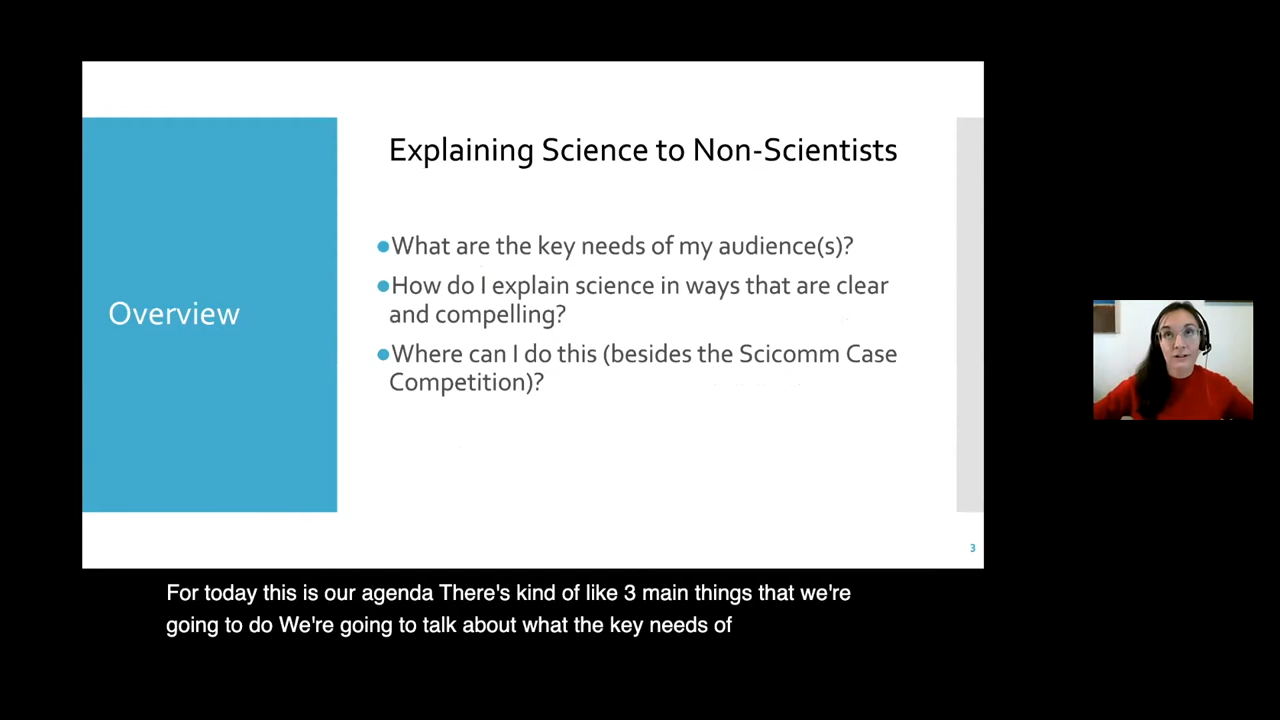 Explaining Science to Non-Scientists
Overview
●What are the key needs of my audience(s)?
●How do I explain science in ways that are clear
and compelling?
●Where can I do this (besides the Scicomm Case
Competition)?
3
For today this is our agenda There's kind of like 3 main things that we're
going to do We're going to talk about what the key needs of